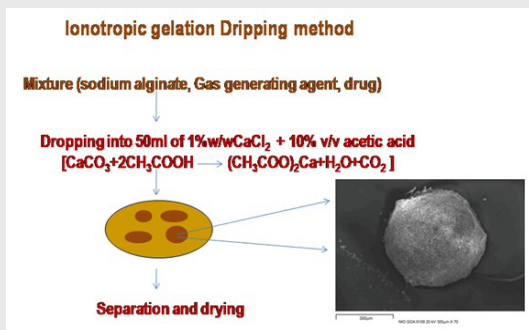 Ionotropic gelation Dripping method
Mixture (sodium alginate, Gas generating agent, drug)
Dropping into 50ml of 1%w/wCaCl₂ + 10% v/v acetic acid
[CaCO₃+2CH₃COOH → (CH₃COO)₂Ca+H₂O+CO₂ ]
Separation and drying
300µm